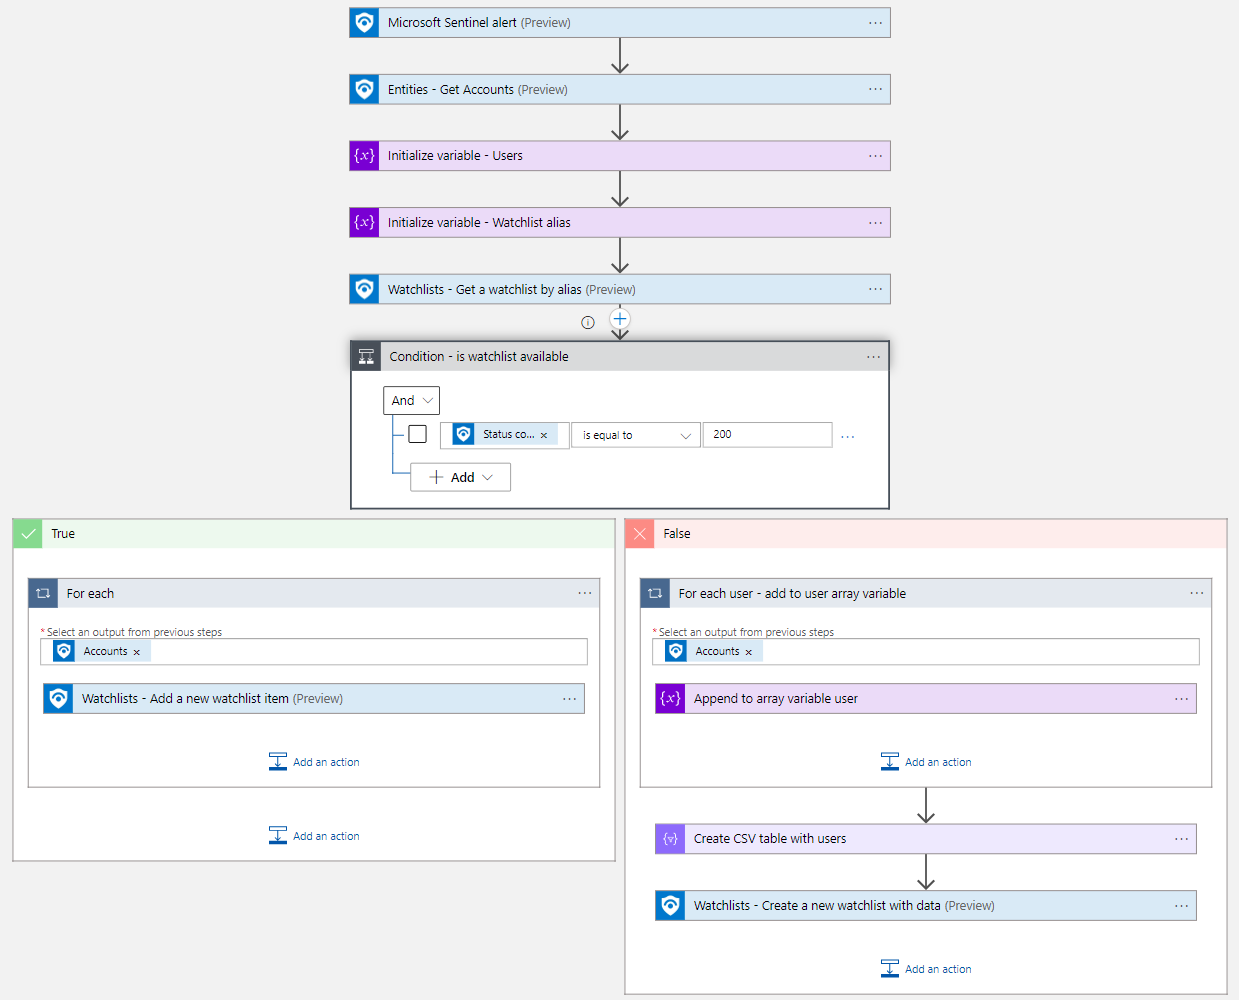 Microsoft Sentinel alert (Preview)
Entities - Get Accounts (Preview)
{x} Initialize variable - Users
{x} Initialize variable - Watchlist alias
Watchlists - Get a watchlist by alias (Preview)
Condition - is watchlist available
And
Status co... × is equal to 200
+ Add
True
For each
* Select an output from previous steps
Accounts ×
Watchlists - Add a new watchlist item (Preview)
Add an action
Add an action
False
For each user - add to user array variable
* Select an output from previous steps
Accounts ×
{x} Append to array variable user
Add an action
Create CSV table with users
Watchlists - Create a new watchlist with data (Preview)
Add an action